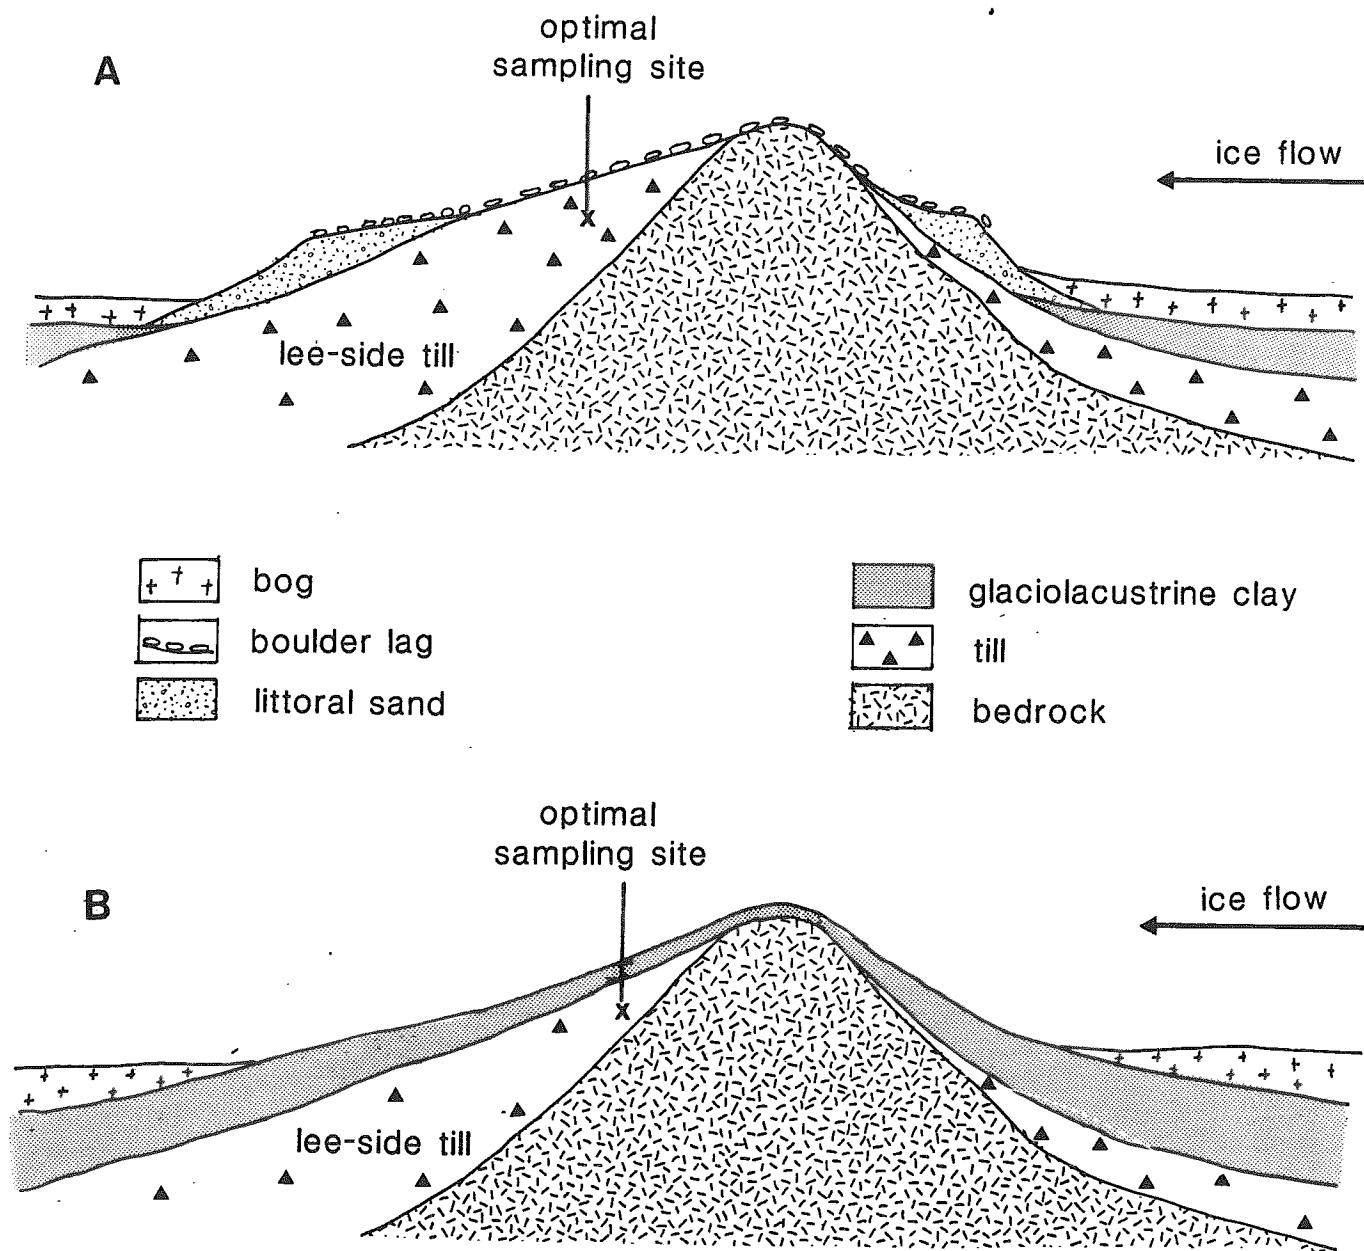 A
optimal
sampling site
ice flow
lee-side till
bog
boulder lag
littoral sand
glaciolacustrine clay
till
bedrock
B
optimal
sampling site
ice flow
lee-side till